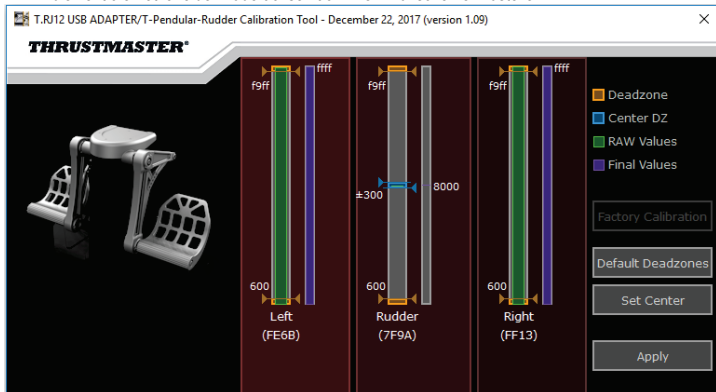 T.RJ12 USB ADAPTER/T-Pendular-Rudder Calibration Tool - December 22, 2017 (version 1.09)
THRUSTMASTER®
ffff
f9ff
f9ff
ffff
f9ff
Deadzone
Center DZ
RAW Values
Final Values
±300
8000
Factory Calibration
Default Deadzones
Set Center
Apply
600
600
600
Left
Rudder
Right
(FE6B)
(7F9A)
(FF13)